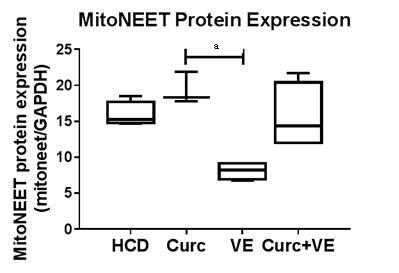 MitoNEET Protein Expression
MitoNEET protein expression
(mitoneet/GAPDH)
25
20
15
10
5
0
a
HCD Curc VE Curc+VE